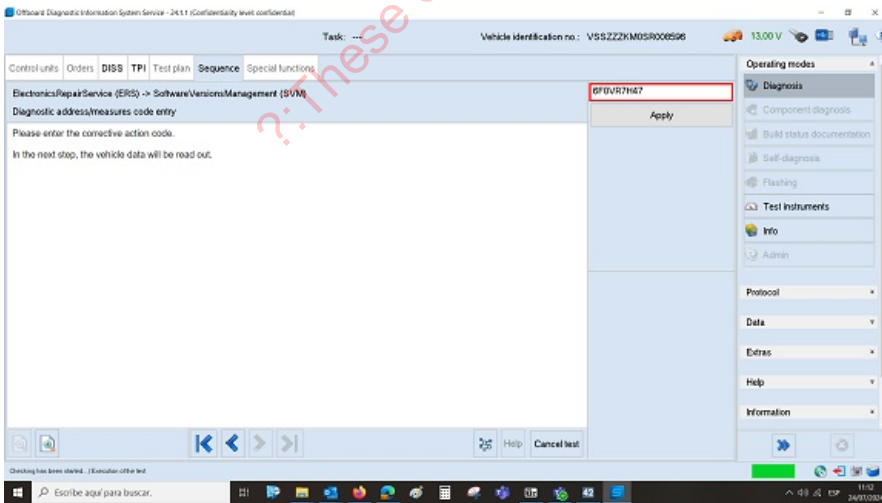 Offboard Diagnostic Information System Service - 24.1.1 (Confidentiality level: confidential)
Task: ---
Vehicle identification no.: VSSZZZKM0SR008596
13.00 V
Control units Orders DISS TPI Test plan Sequence Special functions
ElectronicsRepairService (ERS) -> SoftwareVersionsManagement (SVM)
Diagnostic address/measures code entry
Please enter the corrective action code.
In the next step, the vehicle data will be read out.
6F0VR7H47
Apply
Operating modes
Diagnosis
Component diagnosis
Build status documentation
Self-diagnosis
Flashing
Test instruments
Info
Admin
Protocol
Data
Extras
Help
Information
?:These
Help Cancel test
Checking has been started...) Execution of the test
Escribe aquí para buscar.
42
ESP
11:12